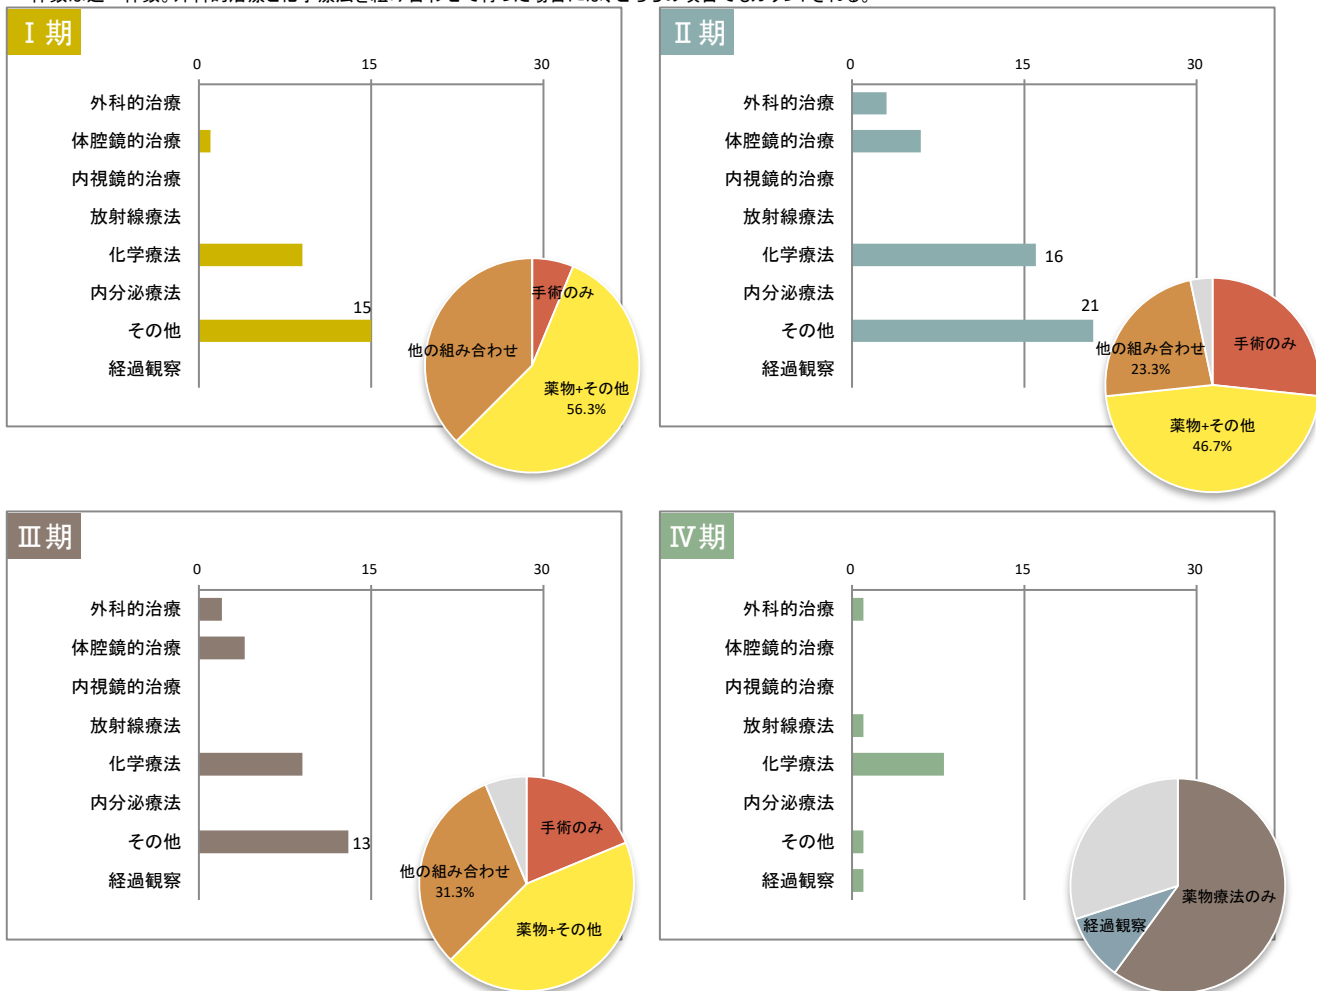 Ⅰ期
0 15 30
外科的治療
体腔鏡的治療
内視鏡的治療
放射線療法
化学療法
内分泌療法
その他 15
経過観察
手術のみ
他の組み合わせ
薬物+その他
56.3%
Ⅱ期
0 15 30
外科的治療
体腔鏡的治療
内視鏡的治療
放射線療法
化学療法 16
内分泌療法
その他 21
経過観察
手術のみ
他の組み合わせ
23.3%
薬物+その他
46.7%
Ⅲ期
0 15 30
外科的治療
体腔鏡的治療
内視鏡的治療
放射線療法
化学療法
内分泌療法
その他 13
経過観察
手術のみ
他の組み合わせ
31.3%
薬物+その他
Ⅳ期
0 15 30
外科的治療
体腔鏡的治療
内視鏡的治療
放射線療法
化学療法
内分泌療法
その他
経過観察
薬物療法のみ
経過観察